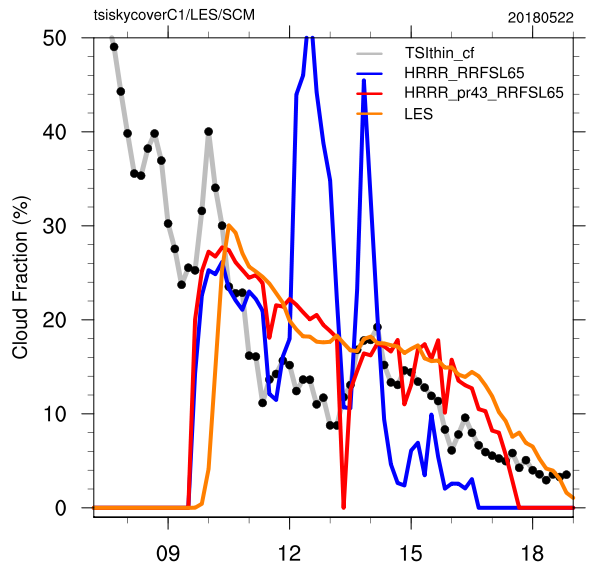 tsiskycoverC1/LES/SCM 20180522
TSIthin_cf
HRRR_RRFSL65
HRRR_pr43_RRFSL65
LES
Cloud Fraction (%)
50
40
30
20
10
0
09 12 15 18